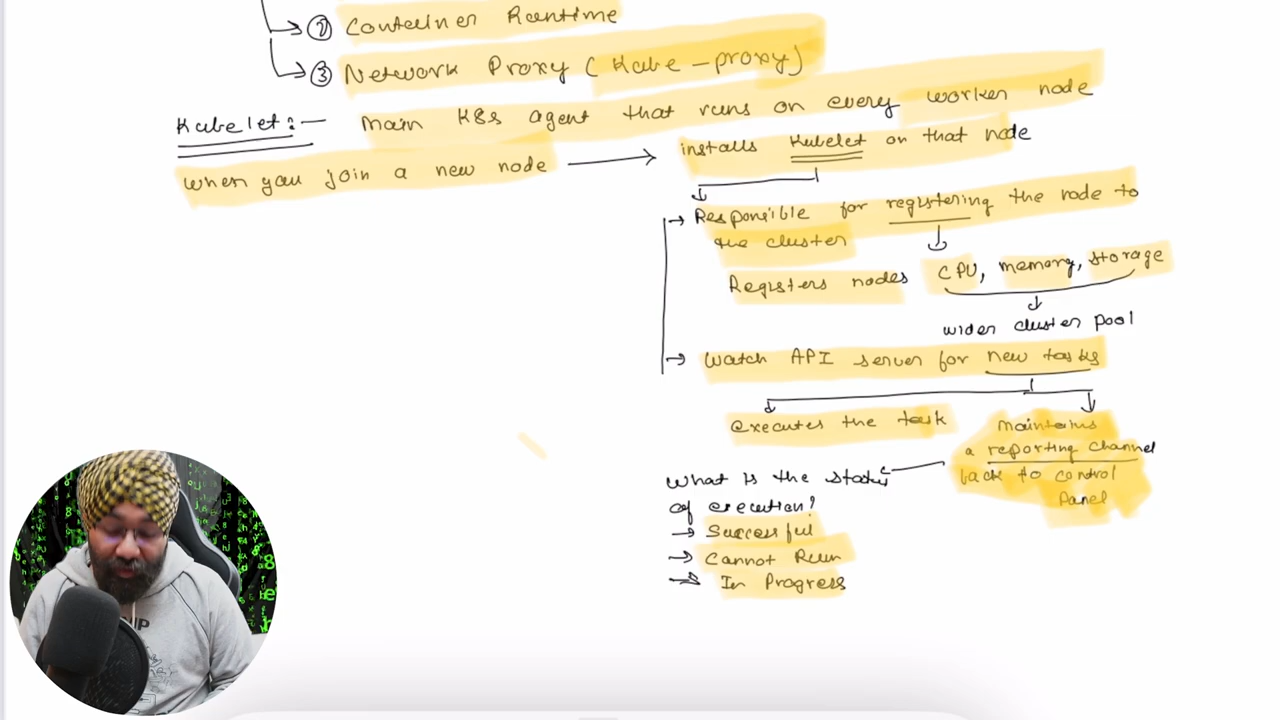 ② Container Runtime
③ Network Proxy (Kube-proxy)
Kubelet:- Main K8s agent that runs on every worker node
when you join a new node → installs Kubelet on that node
→ Responsible for registering the node to
the cluster
Registers nodes CPU, memory, storage
wider cluster pool
→ Watch API server for new tasks
executes the task
Maintains
a reporting channel
back to control
Panel
What is the status
of execution?
→ Successful
→ Cannot Run
→ In Progress